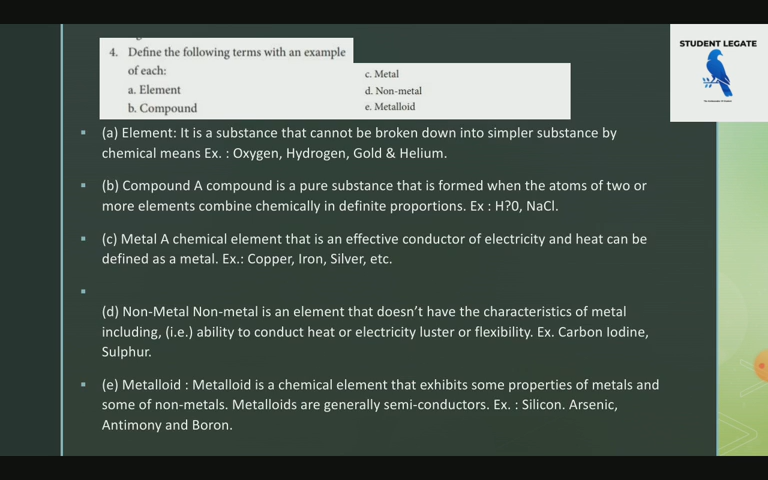 4. Define the following terms with an example
of each:
a. Element
b. Compound
c. Metal
d. Non-metal
e. Metalloid
STUDENT LEGATE
▪ (a) Element: It is a substance that cannot be broken down into simpler substance by
chemical means Ex. : Oxygen, Hydrogen, Gold & Helium.
▪ (b) Compound A compound is a pure substance that is formed when the atoms of two or
more elements combine chemically in definite proportions. Ex : H?0, NaCl.
▪ (c) Metal A chemical element that is an effective conductor of electricity and heat can be
defined as a metal. Ex.: Copper, Iron, Silver, etc.
▪
(d) Non-Metal Non-metal is an element that doesn't have the characteristics of metal
including, (i.e.) ability to conduct heat or electricity luster or flexibility. Ex. Carbon Iodine,
Sulphur.
▪ (e) Metalloid : Metalloid is a chemical element that exhibits some properties of metals and
some of non-metals. Metalloids are generally semi-conductors. Ex. : Silicon. Arsenic,
Antimony and Boron.